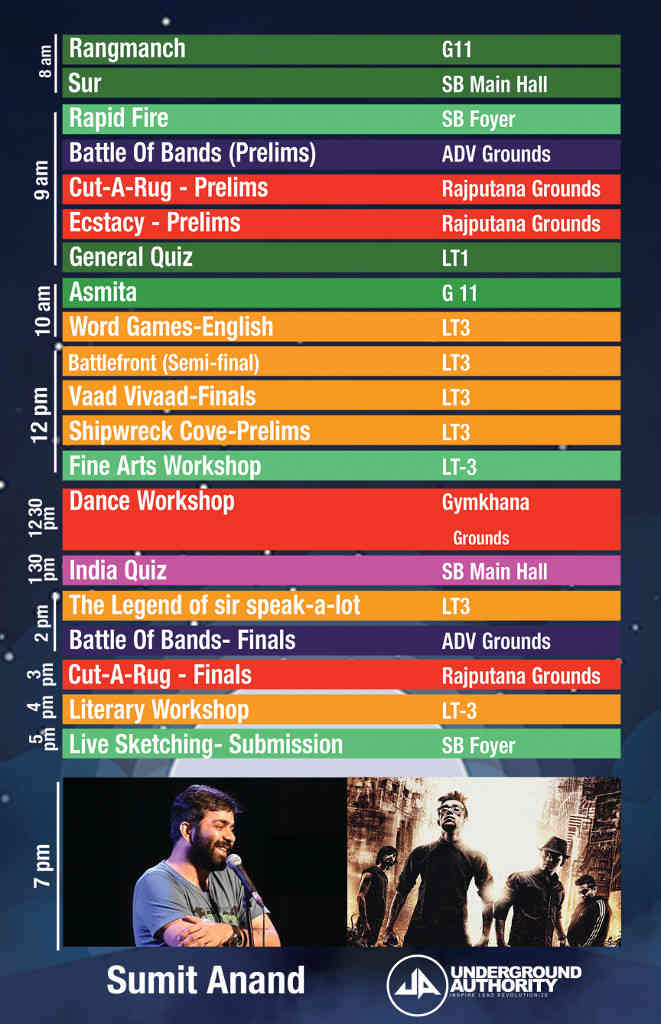 8 am
Rangmanch G11
Sur SB Main Hall
9 am
Rapid Fire SB Foyer
Battle Of Bands (Prelims) ADV Grounds
Cut-A-Rug - Prelims Rajputana Grounds
Ecstacy - Prelims Rajputana Grounds
General Quiz LT1
10 am
Asmita G 11
Word Games-English LT3
12 pm
Battlefront (Semi-final) LT3
Vaad Vivaad-Finals LT3
Shipwreck Cove-Prelims LT3
Fine Arts Workshop LT-3
12 30
pm
Dance Workshop Gymkhana
Grounds
1 30
pm
India Quiz SB Main Hall
2 pm
The Legend of sir speak-a-lot LT3
Battle Of Bands- Finals ADV Grounds
3
pm
Cut-A-Rug - Finals Rajputana Grounds
4
pm
Literary Workshop LT-3
5
pm
Live Sketching- Submission SB Foyer
7 pm
Sumit Anand
UNDERGROUND
AUTHORITY
INSPIRE LEAD REVOLUTIONIZE